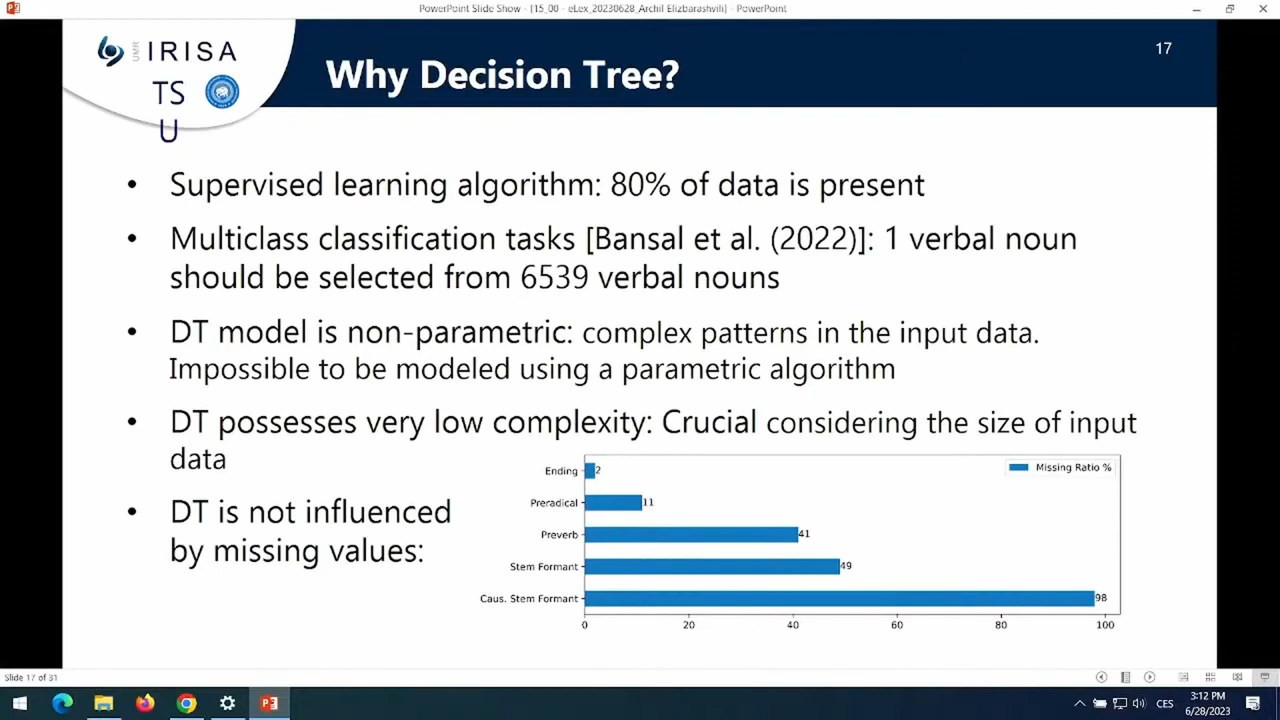 PowerPoint Slide Show - [15_00 - eLex_20230628_Archil Elizbarashvili] - PowerPoint
UMR IRISA
TS
U
Why Decision Tree?
17
• Supervised learning algorithm: 80% of data is present
• Multiclass classification tasks [Bansal et al. (2022)]: 1 verbal noun
should be selected from 6539 verbal nouns
• DT model is non-parametric: complex patterns in the input data.
Impossible to be modeled using a parametric algorithm
• DT possesses very low complexity: Crucial considering the size of input
data
• DT is not influenced
by missing values:
Missing Ratio %
Ending 2
Preradical 11
Preverb 41
Stem Formant 49
Caus. Stem Formant 98
0 20 40 60 80 100
Slide 17 of 31
CES
3:12 PM
6/28/2023